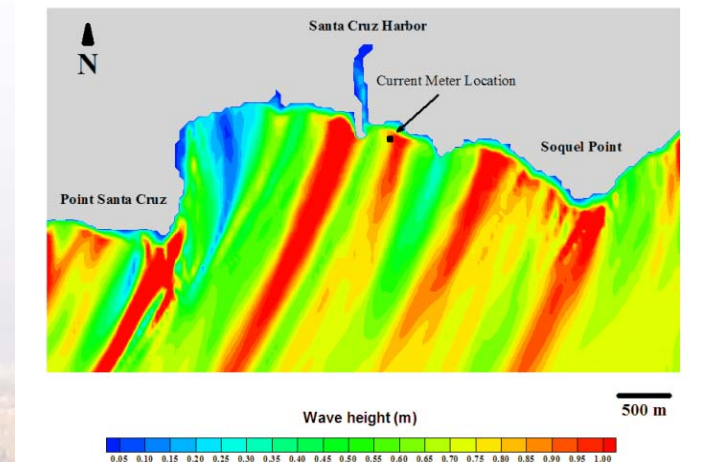 Santa Cruz Harbor
N
Current Meter Location
Soquel Point
Point Santa Cruz
500 m
Wave height (m)
0.05 0.10 0.15 0.20 0.25 0.30 0.35 0.40 0.45 0.50 0.55 0.60 0.65 0.70 0.75 0.80 0.85 0.90 0.95 1.00